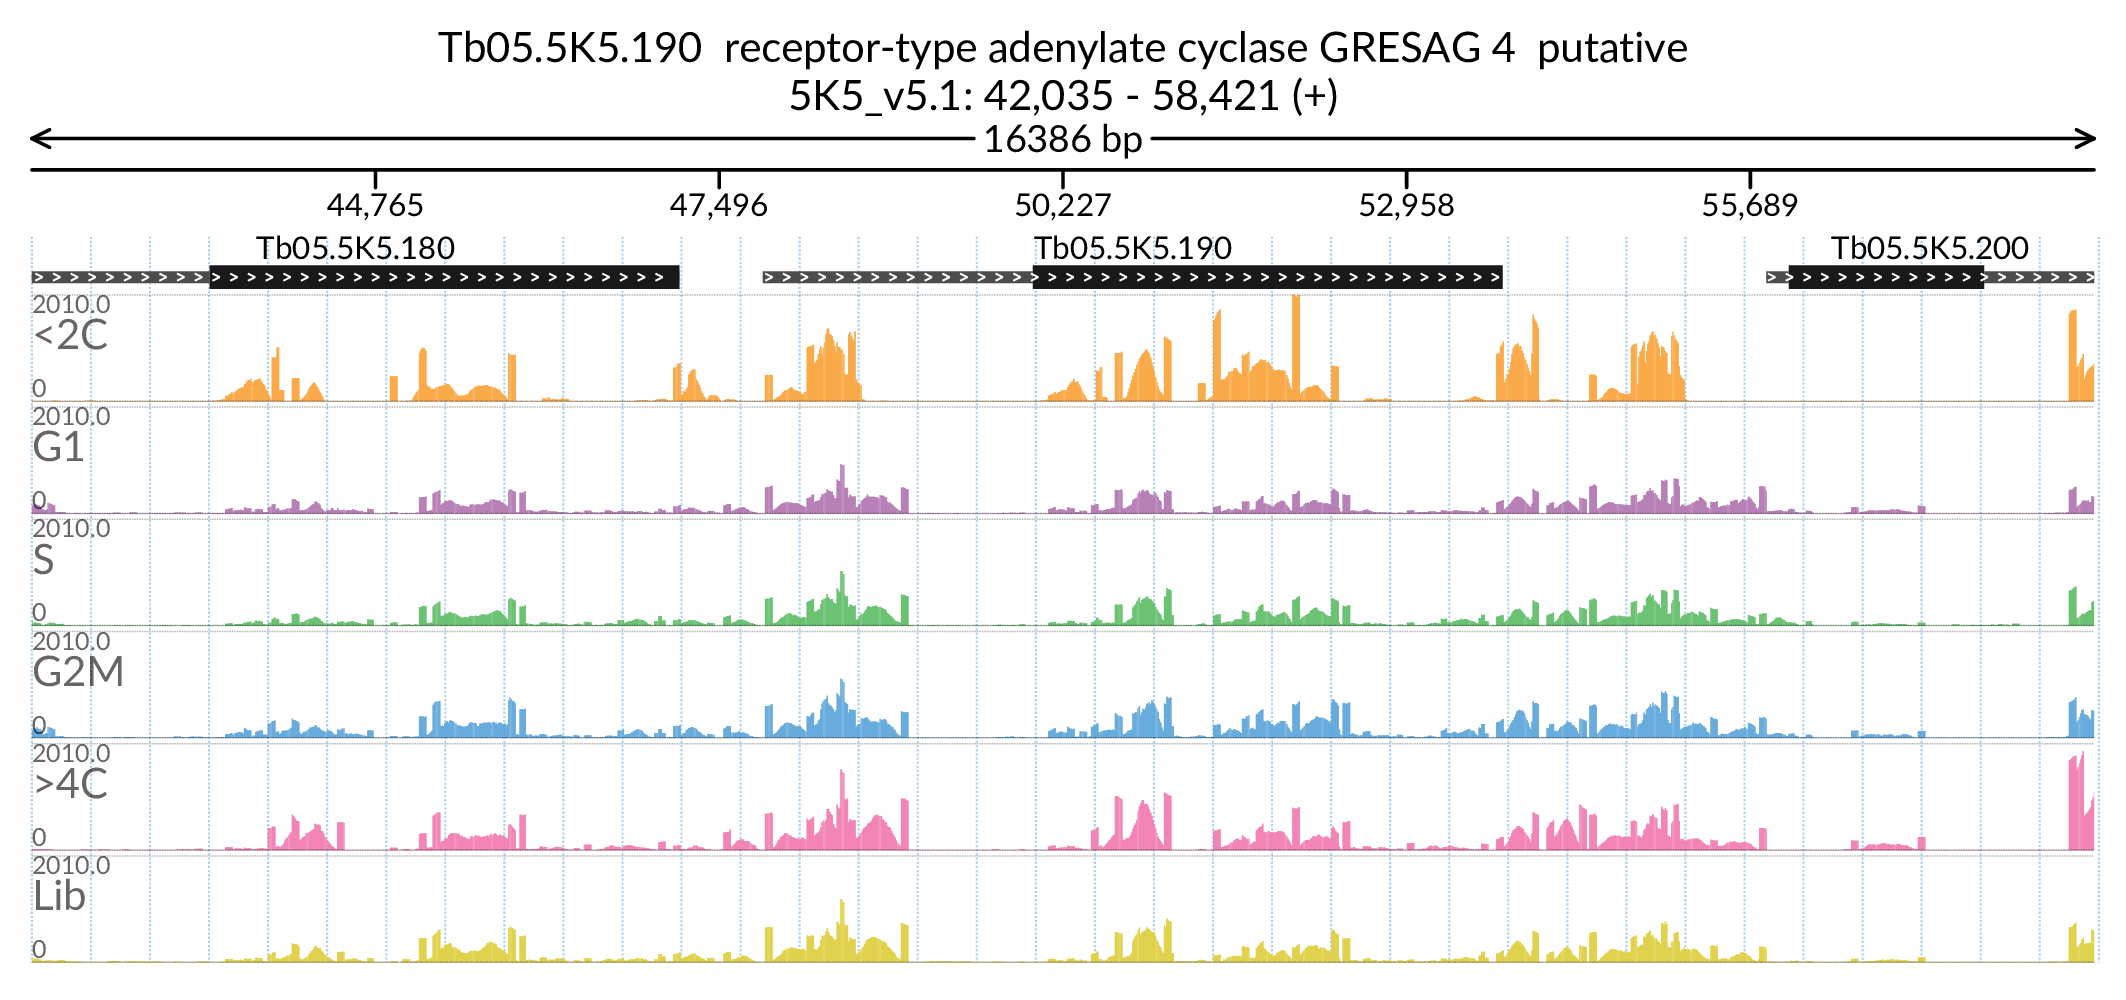 Tb05.5K5.190 receptor-type adenylate cyclase GRESAG 4 putative
5K5_v5.1: 42,035 - 58,421 (+)
16386 bp
44,765 47,496 50,227 52,958 55,689
Tb05.5K5.180 Tb05.5K5.190 Tb05.5K5.200
2010.0
<2C
0
2010.0
G1
0
2010.0
S
0
2010.0
G2M
0
2010.0
>4C
0
2010.0
Lib
0